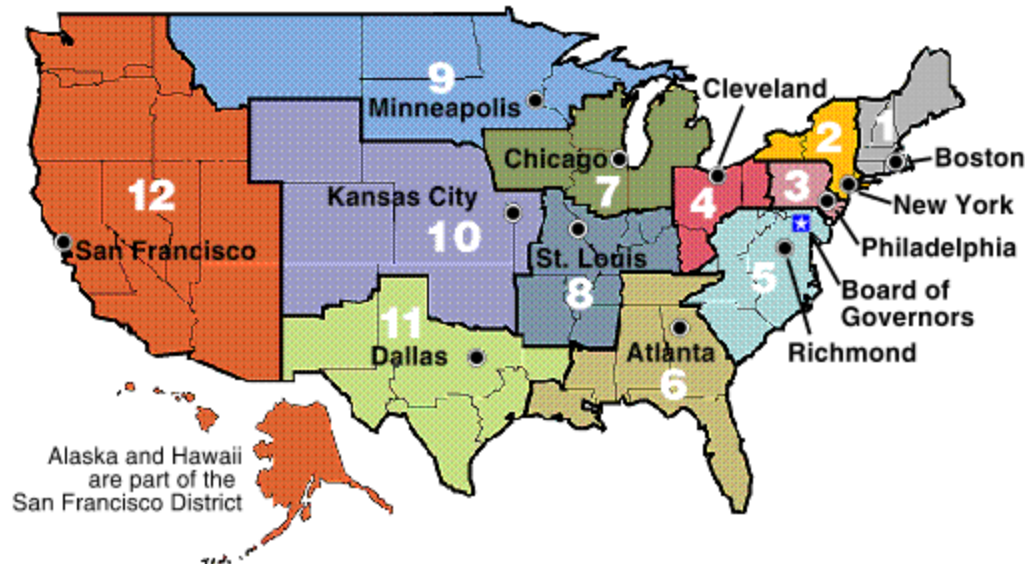 Cleveland
9
Minneapolis
2
1
Boston
Chicago
7
3
12
Kansas City
4
New York
10
San Francisco
Philadelphia
St. Louis
5
8
Board of
Governors
11
Richmond
Dallas
Atlanta
6
Alaska and Hawaii
are part of the
San Francisco District